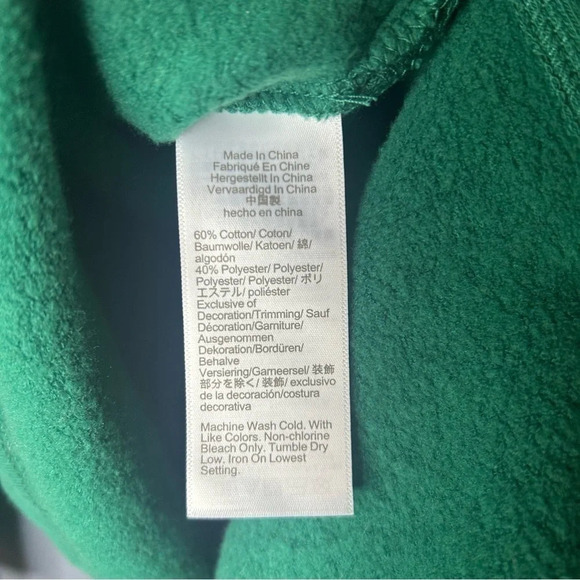 Made In China
Fabriqué En Chine
Hergestellt In China
Vervaardigd In China
中国製
hecho en china
60% Cotton/ Coton/
Baumwolle/ Katoen/ 綿/
algodón
40% Polyester/ Polyester/
Polyester/ Polyester/ ポリ
エステル/ poliéster
Exclusive of
Decoration/Trimming/ Sauf
Décoration/Garniture/
Ausgenommen
Dekoration/Bordüren/
Behalve
Versiering/Garneersel/ 装飾
部分を除く/ 装飾/ exclusivo
de la decoración/costura
decorativa
Machine Wash Cold. With
Like Colors. Non-chlorine
Bleach Only. Tumble Dry
Low. Iron On Lowest
Setting.